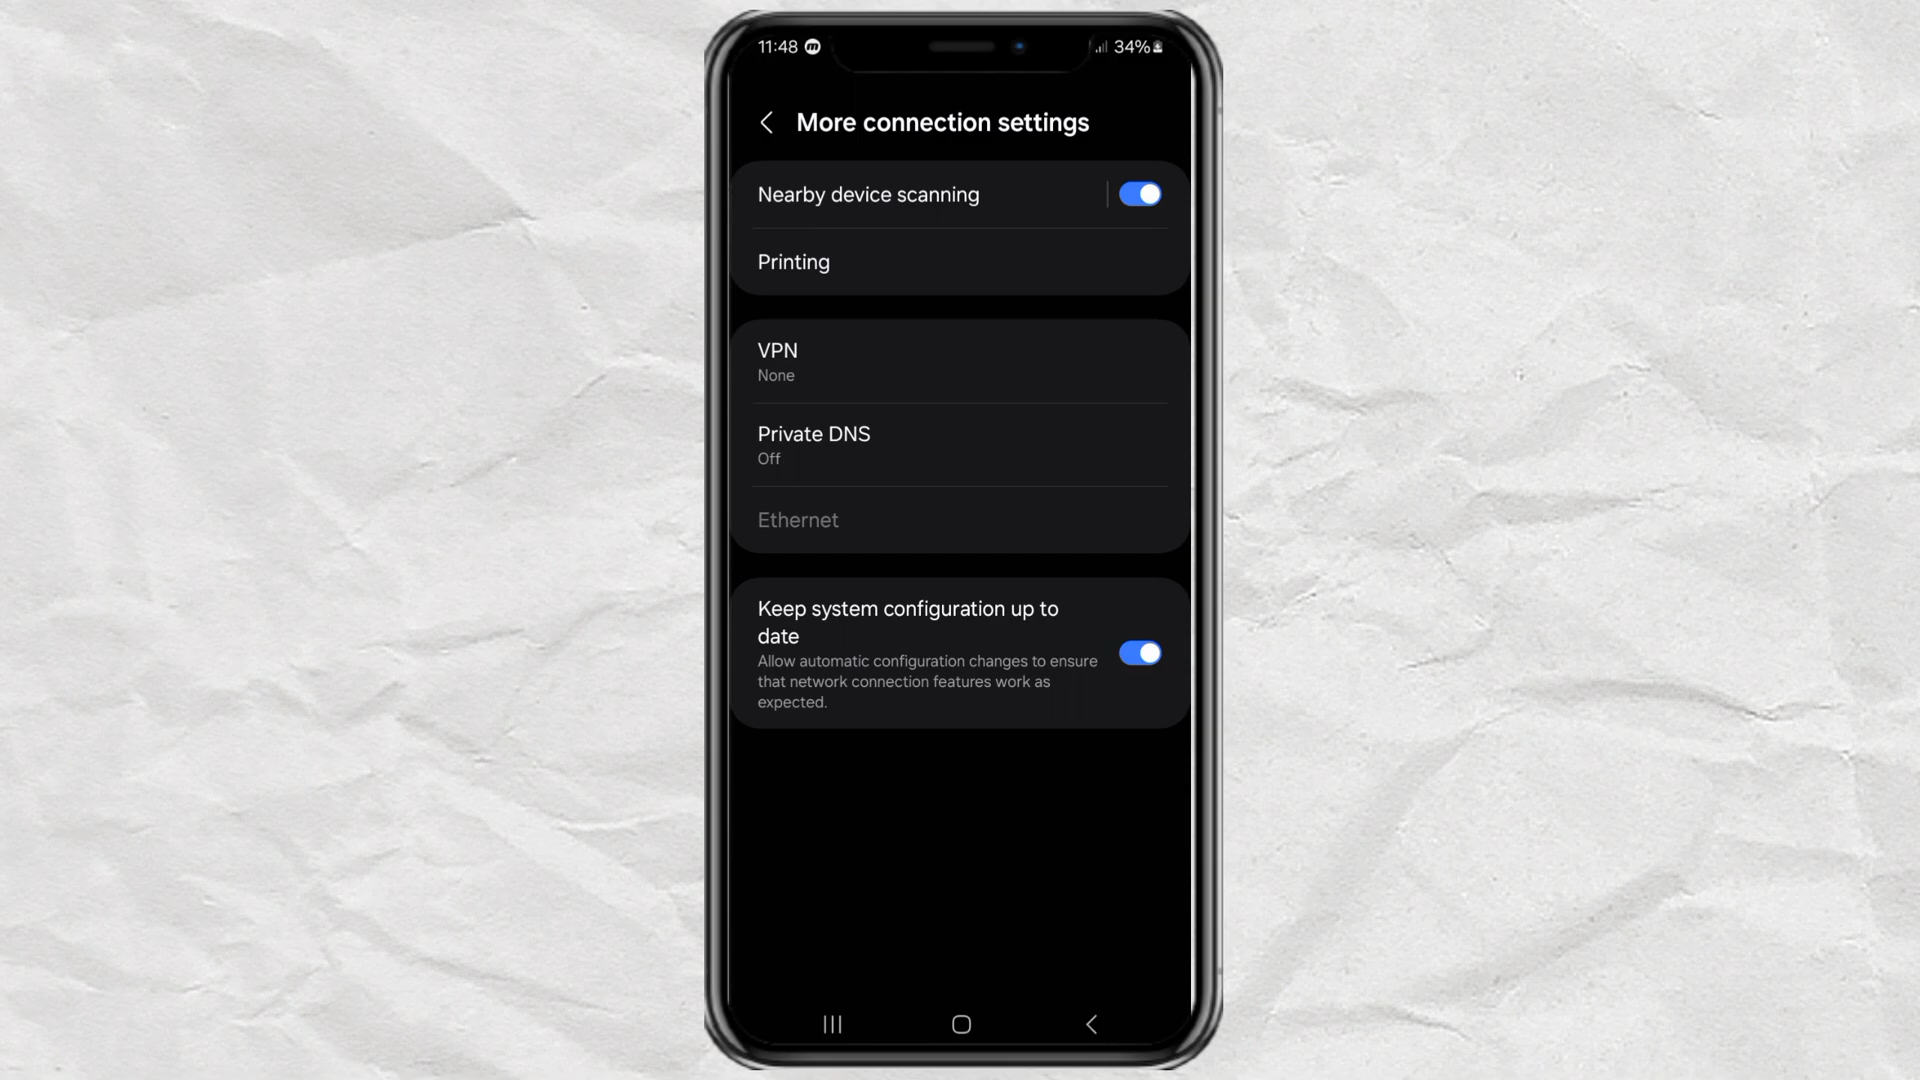 11:48 34%
More connection settings
Nearby device scanning
Printing
VPN
None
Private DNS
Off
Ethernet
Keep system configuration up to
date
Allow automatic configuration changes to ensure
that network connection features work as
expected.